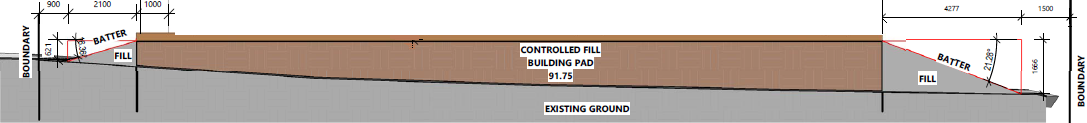 900
2100
1000
4277
1500
BOUNDARY
621
BATTER
FILL
CONTROLLED FILL
BUILDING PAD
91.75
EXISTING GROUND
BATTER
FILL
21.28°
1666
BOUNDARY